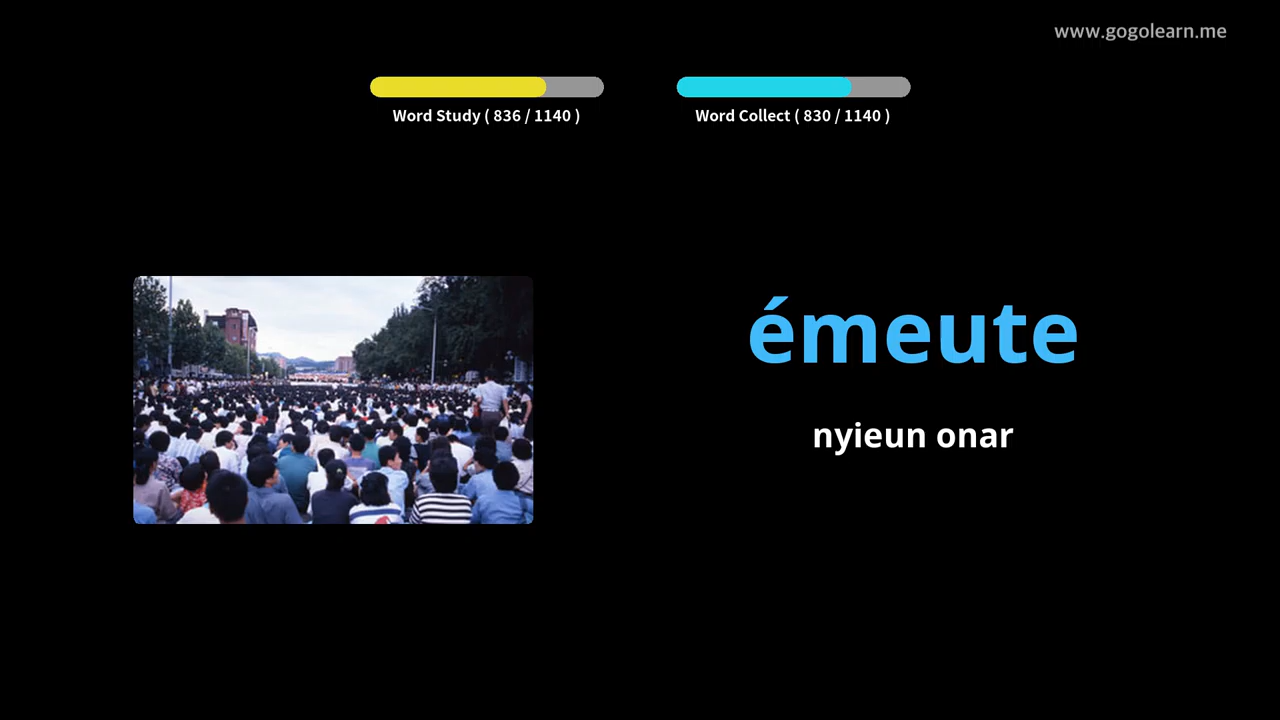 www.gogolearn.me
Word Study ( 836 / 1140 )
Word Collect ( 830 / 1140 )
émeute
nyieun onar